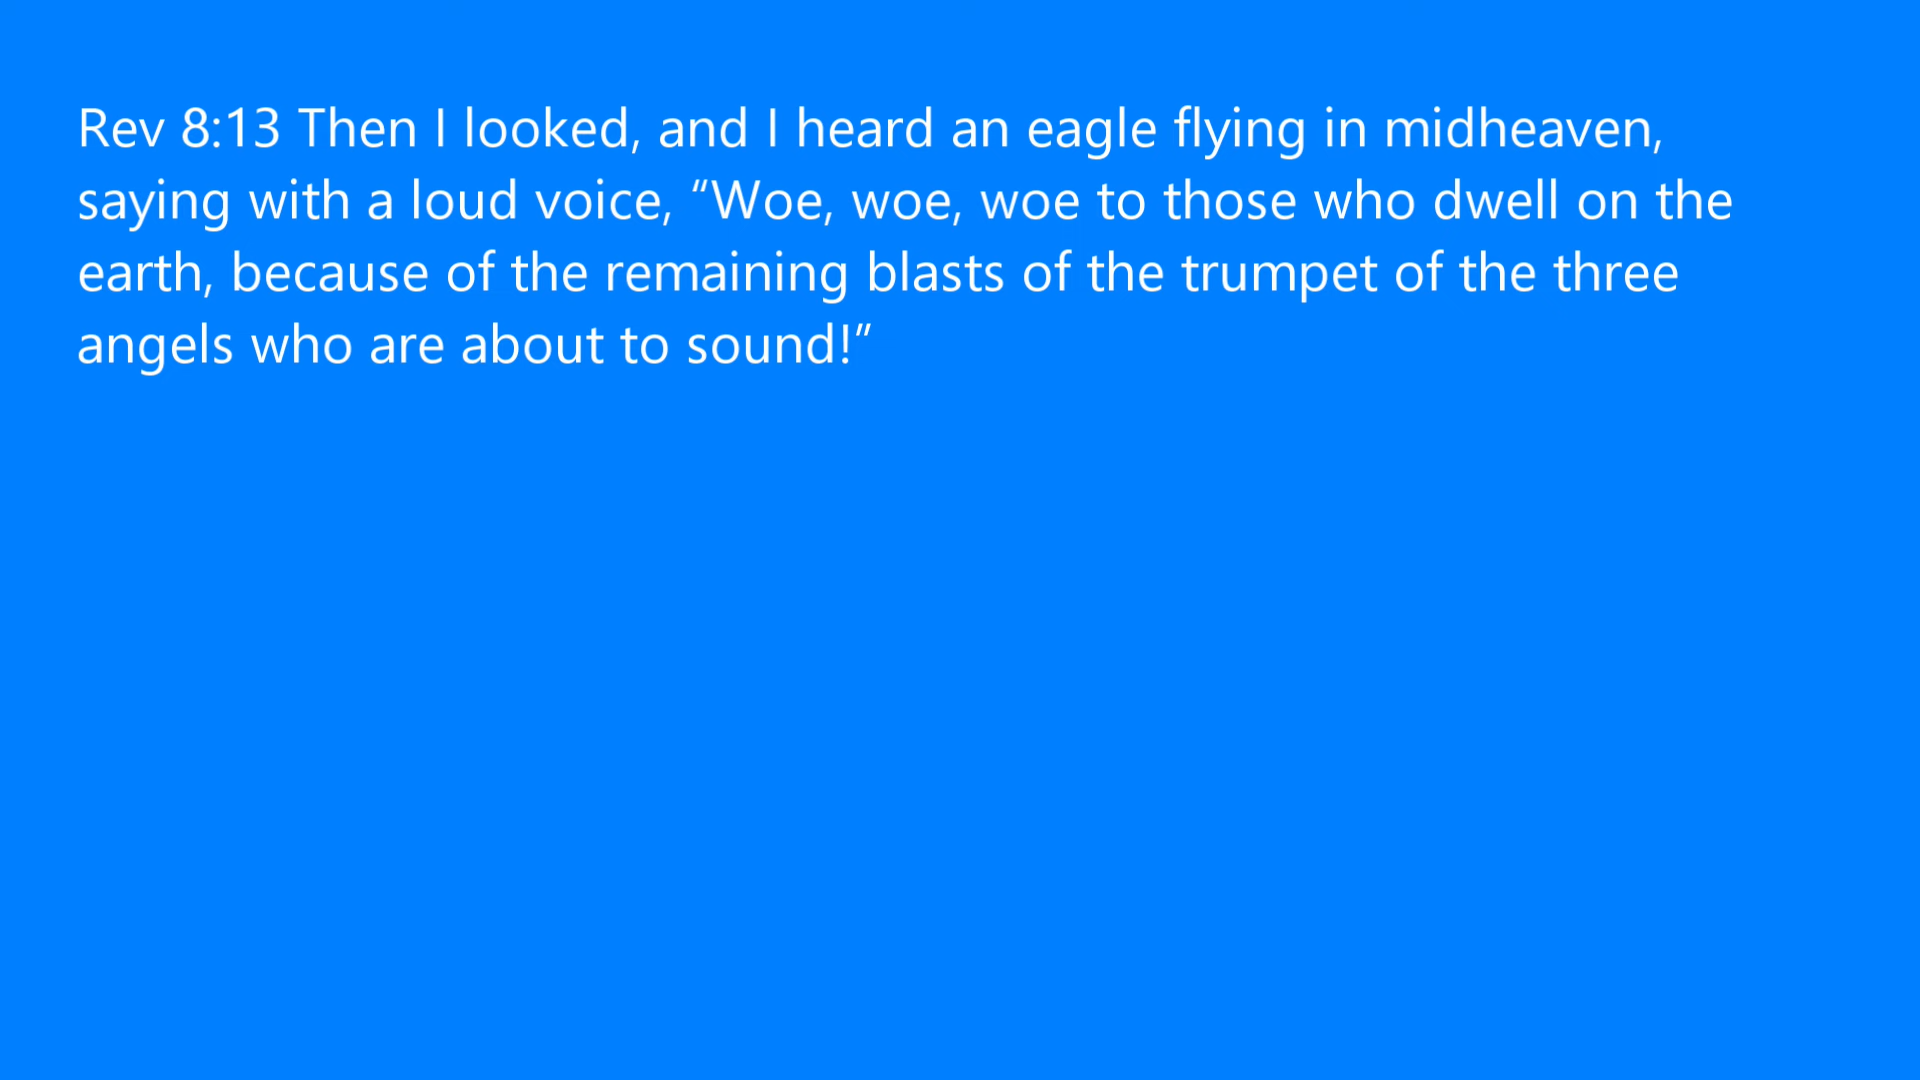 Rev 8:13 Then I looked, and I heard an eagle flying in midheaven,
saying with a loud voice, “Woe, woe, woe to those who dwell on the
earth, because of the remaining blasts of the trumpet of the three
angels who are about to sound!”